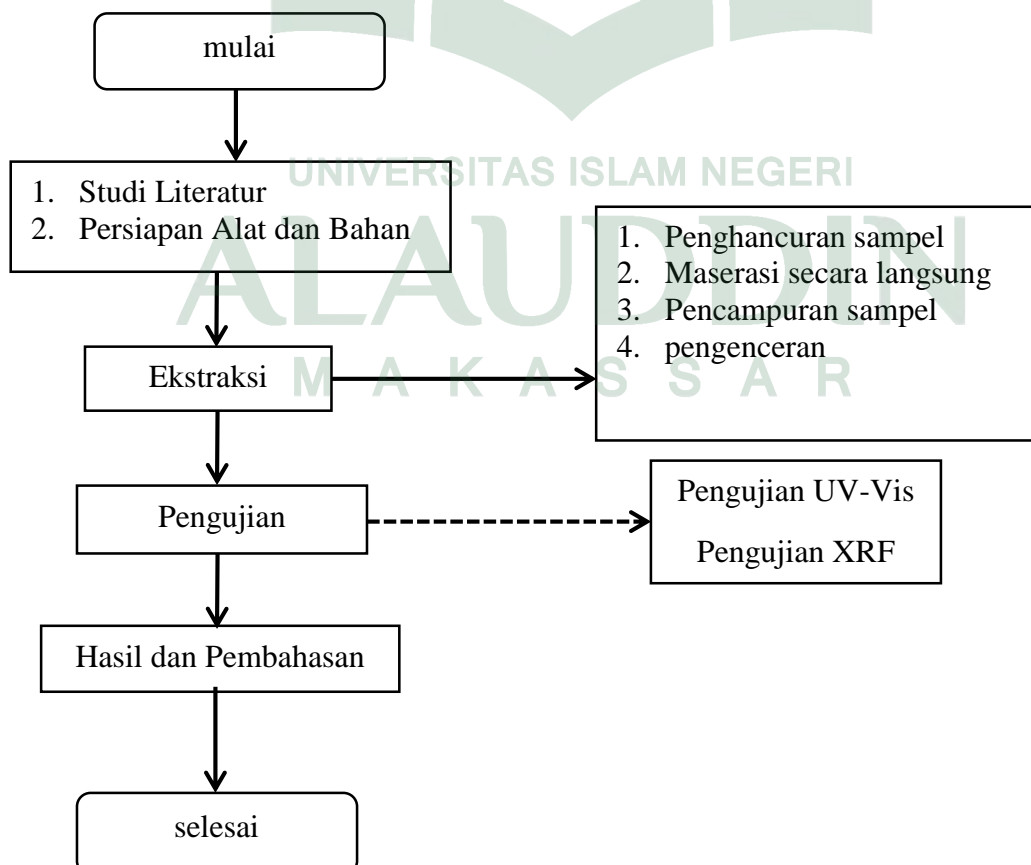 mulai
UNIVERSITAS ISLAM NEGERI
1. Studi Literatur
2. Persiapan Alat dan Bahan
ALAUDDIN
1. Penghancuran sampel
2. Maserasi secara langsung
3. Pencampuran sampel
4. pengenceran
Ekstraksi
MAKASSAR
Pengujian
Pengujian UV-Vis
Pengujian XRF
Hasil dan Pembahasan
selesai